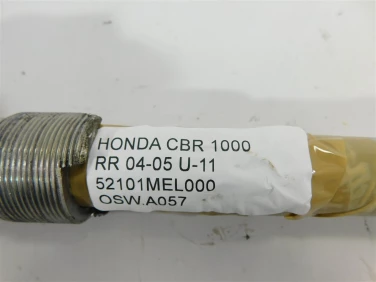 HONDA CBR 1000
RR 04-05 U-11
52101MEL000
OSW.A057